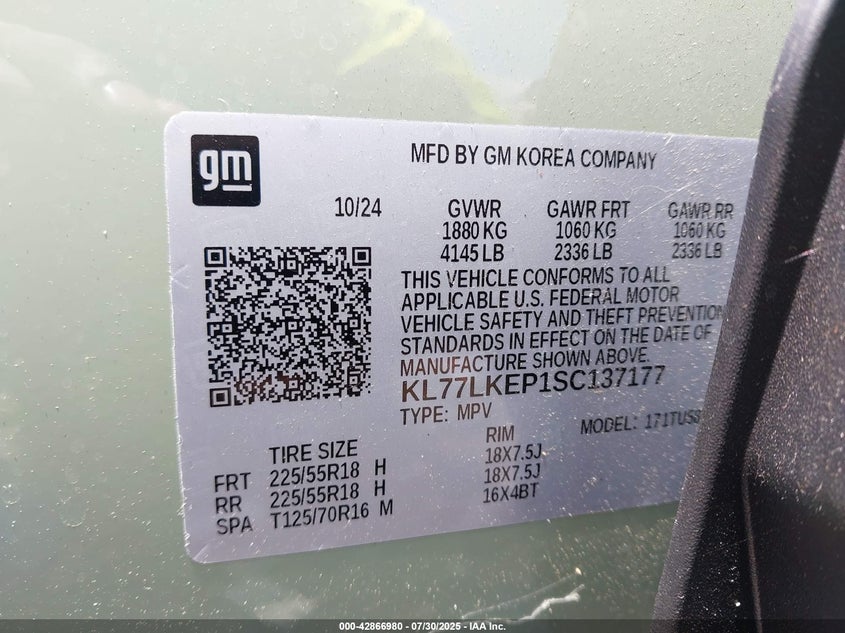 gm
MFD BY GM KOREA COMPANY
10/24
GVWR GAWR FRT GAWR RR
1880 KG 1060 KG 1060 KG
4145 LB 2336 LB 2336 LB
THIS VEHICLE CONFORMS TO ALL
APPLICABLE U.S. FEDERAL MOTOR
VEHICLE SAFETY AND THEFT PREVENTION
STANDARDS IN EFFECT ON THE DATE OF
MANUFACTURE SHOWN ABOVE.
KL77LKEP1SC137177
TYPE: MPV MODEL: 1TUS
TIRE SIZE RIM
FRT 225/55R18 H 18X7.5J
RR 225/55R18 H 18X7.5J
SPA T125/70R16 M 16X4BT
000-42866980 / 07/30/2025 - IAA Inc.